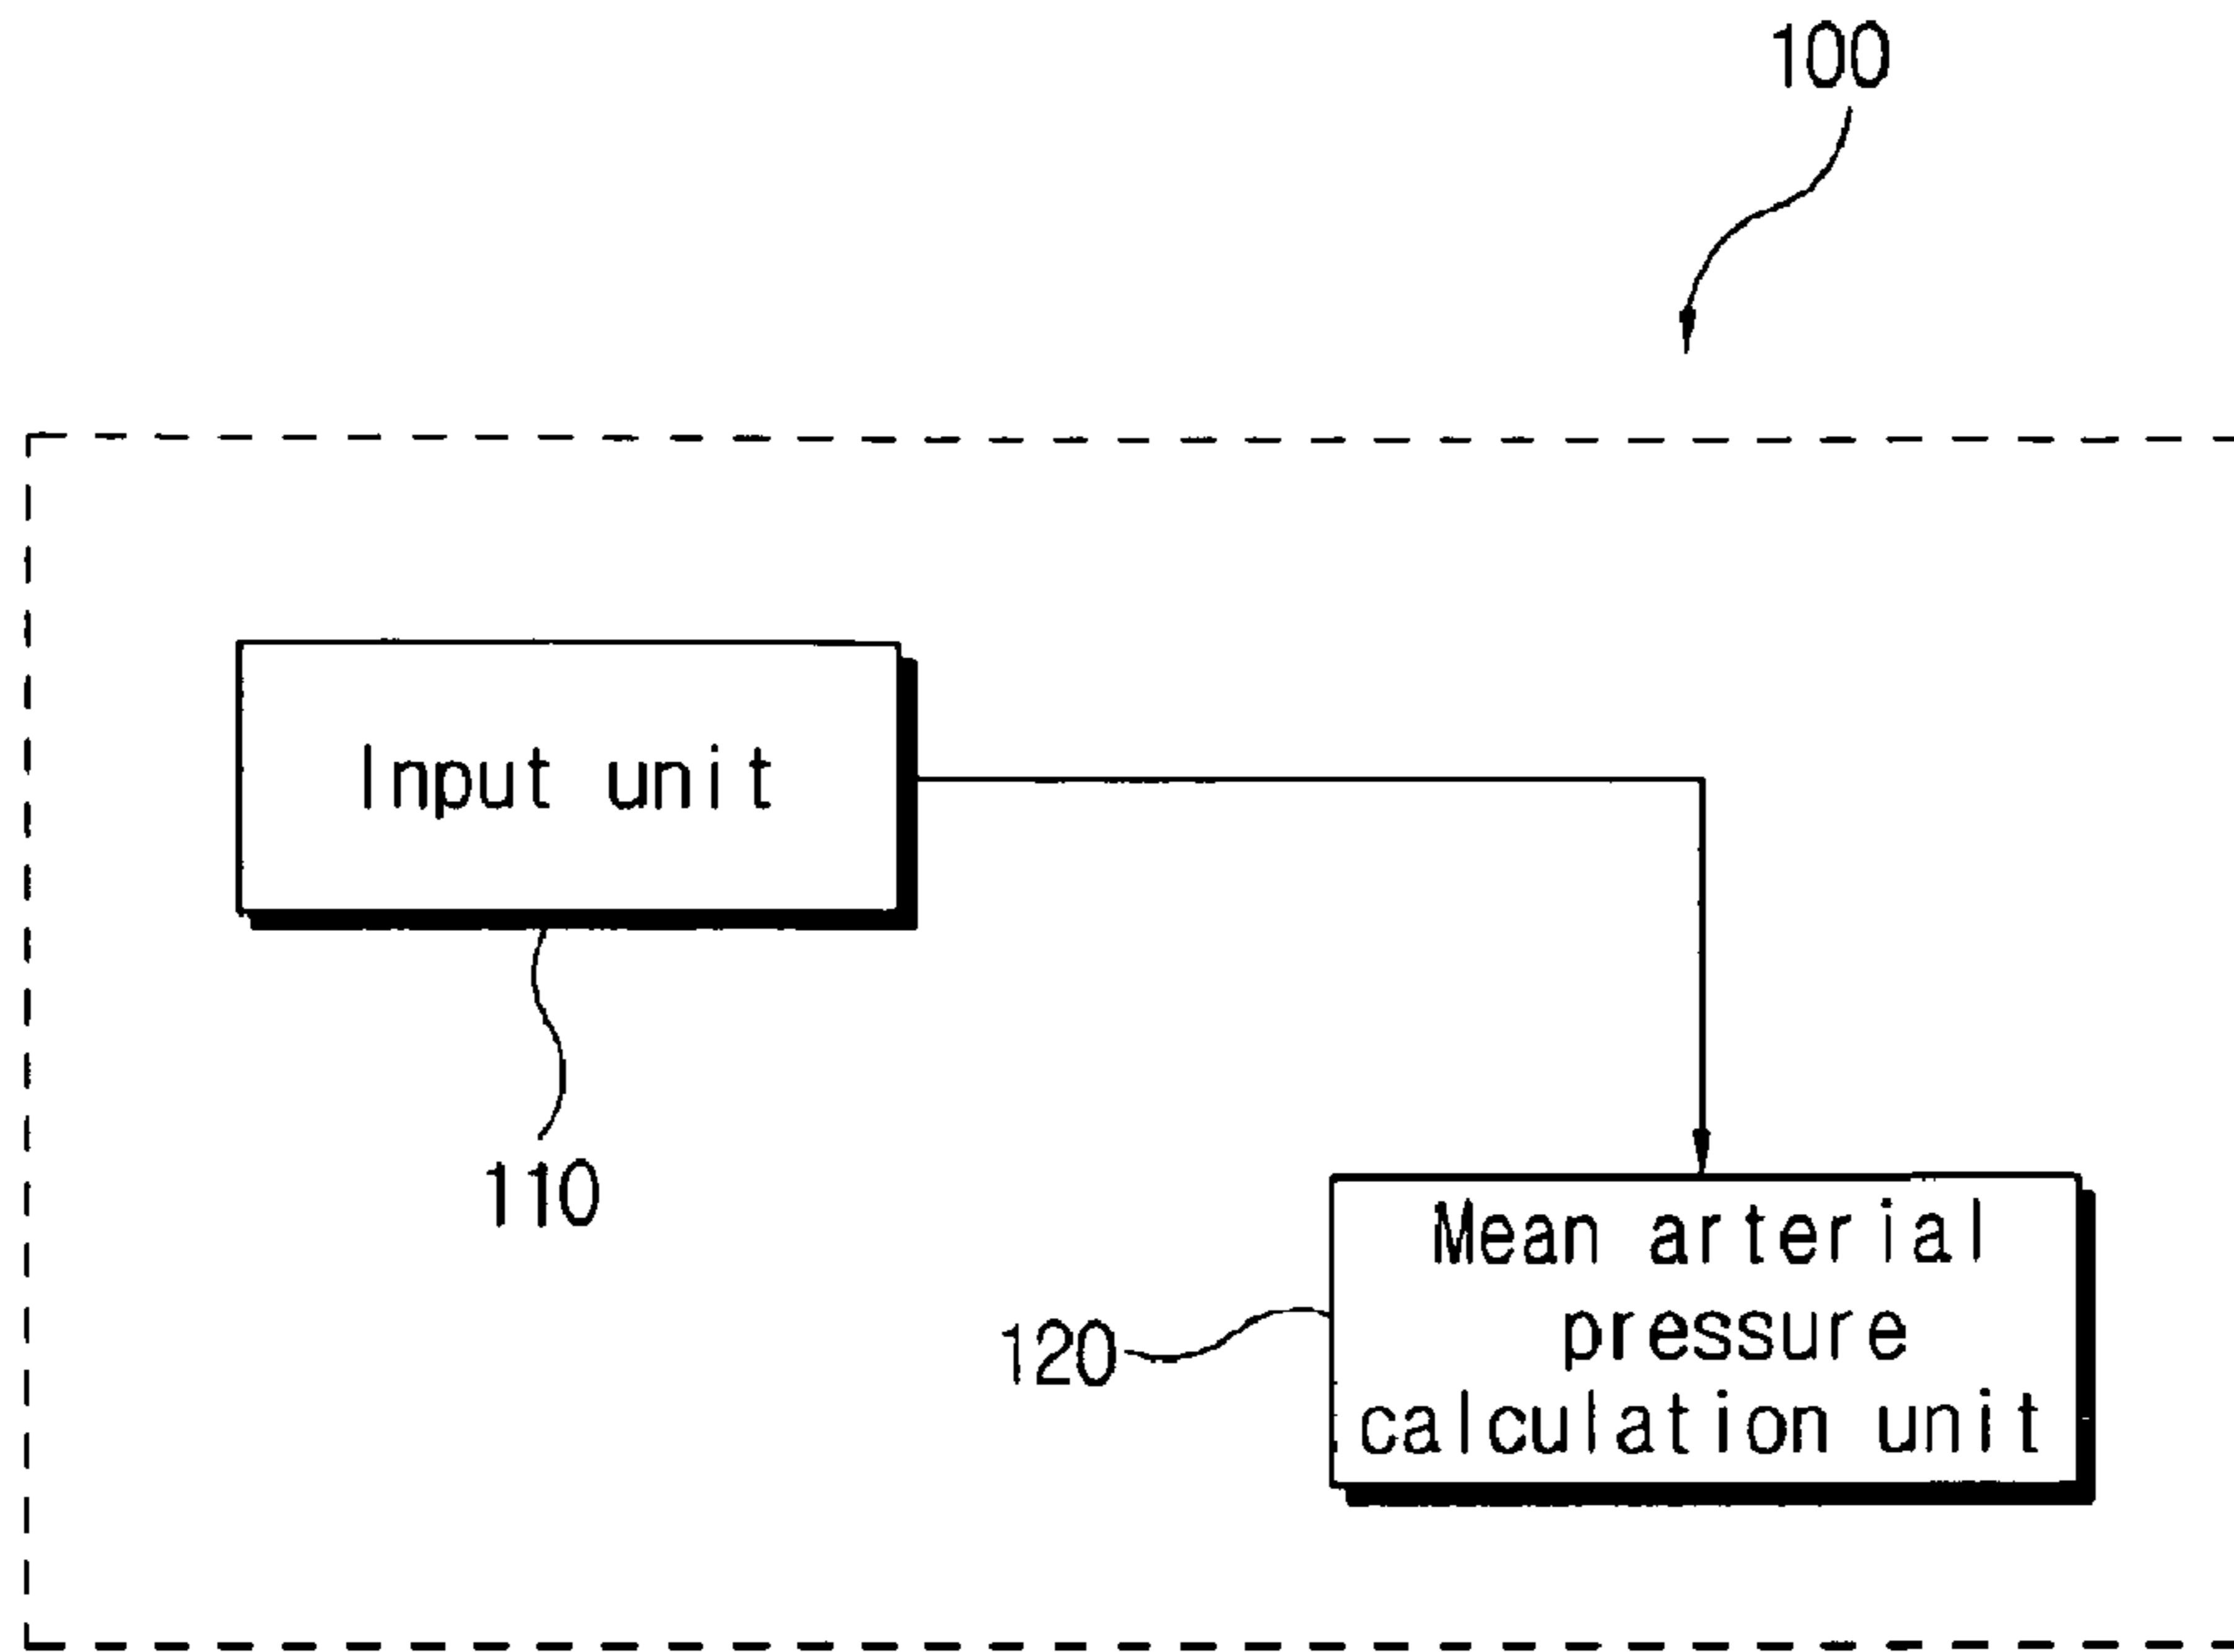 100
Input unit
110
Mean arterial
pressure
calculation unit
120